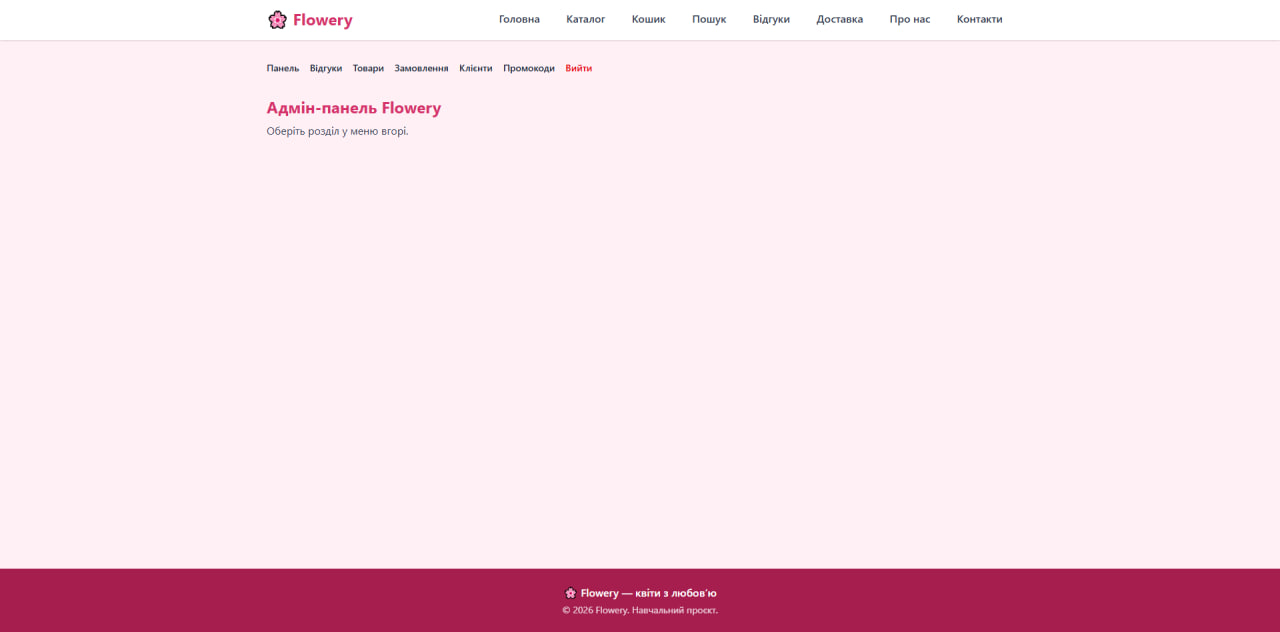 Flowery
Головна Каталог Кошик Пошук Відгуки Доставка Про нас Контакти
Панель Відгуки Товари Замовлення Клієнти Промокоди Вийти
Адмін-панель Flowery
Оберіть розділ у меню вгорі.
Flowery — квіти з любов'ю
© 2026 Flowery. Навчальний проєкт.